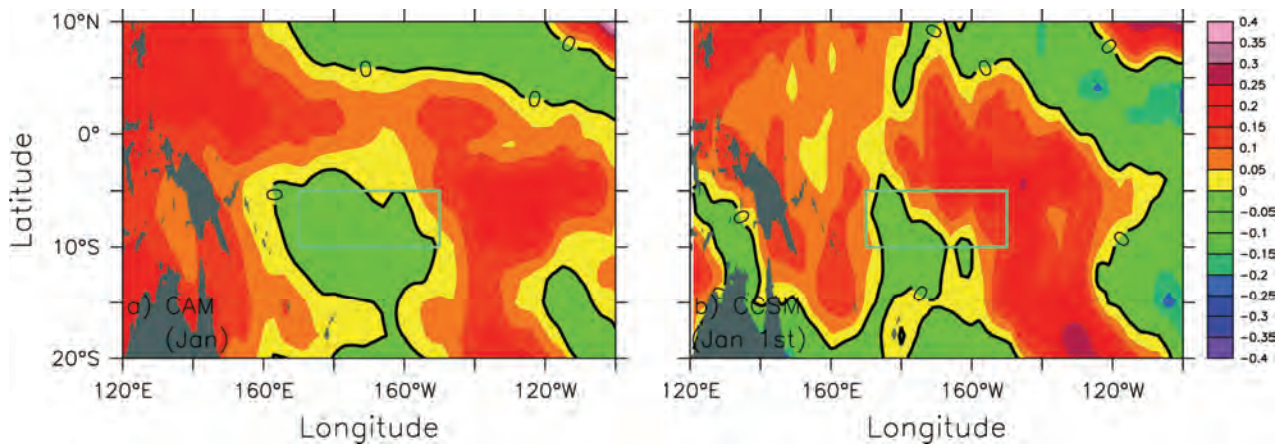 10°N
0°
10°S
20°S
Latitude
120°E
160°E
160°W
120°W
Longitude
a) CAM
(Jan)
0
0
0
0
120°E
160°E
160°W
120°W
Longitude
b) CCSM
(Jan 1st)
0
0
0
0
0
0
0
0
0.4
0.35
0.3
0.25
0.2
0.15
0.1
0.05
0
-0.05
-0.1
-0.15
-0.2
-0.25
-0.3
-0.35
-0.4